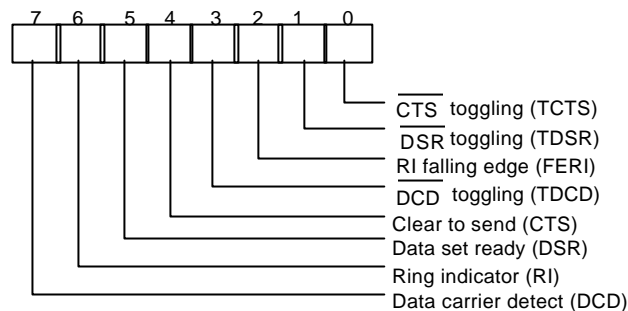 7 6 5 4 3 2 1 0
CTS toggling (TCTS)
DSR toggling (TDSR)
RI falling edge (FERI)
DCD toggling (TDCD)
Clear to send (CTS)
Data set ready (DSR)
Ring indicator (RI)
Data carrier detect (DCD)